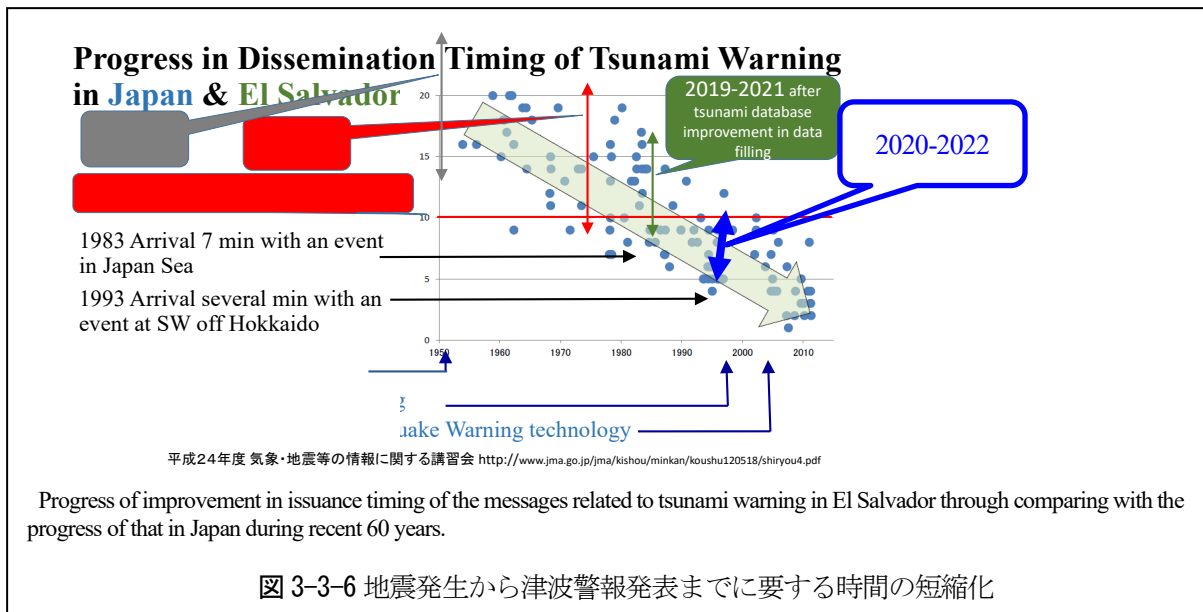 Progress in Dissemination Timing of Tsunami Warning
in Japan & El Salvador
2019-2021 after
tsunami database
improvement in data
filling
2020-2022
20
15
10
5
0
1983 Arrival 7 min with an event
in Japan Sea
1993 Arrival several min with an
event at SW off Hokkaido
1950
1960
1970
1980
1990
2000
2010
uake Warning technology
平成24年度 気象・地震等の情報に関する講習会 http://www.jma.go.jp/jma/kishou/minkan/koushu120518/shiryou4.pdf
Progress of improvement in issuance timing of the messages related to tsunami warning in El Salvador through comparing with the
progress of that in Japan during recent 60 years.
図 3-3-6 地震発生から津波警報発表までに要する時間の短縮化